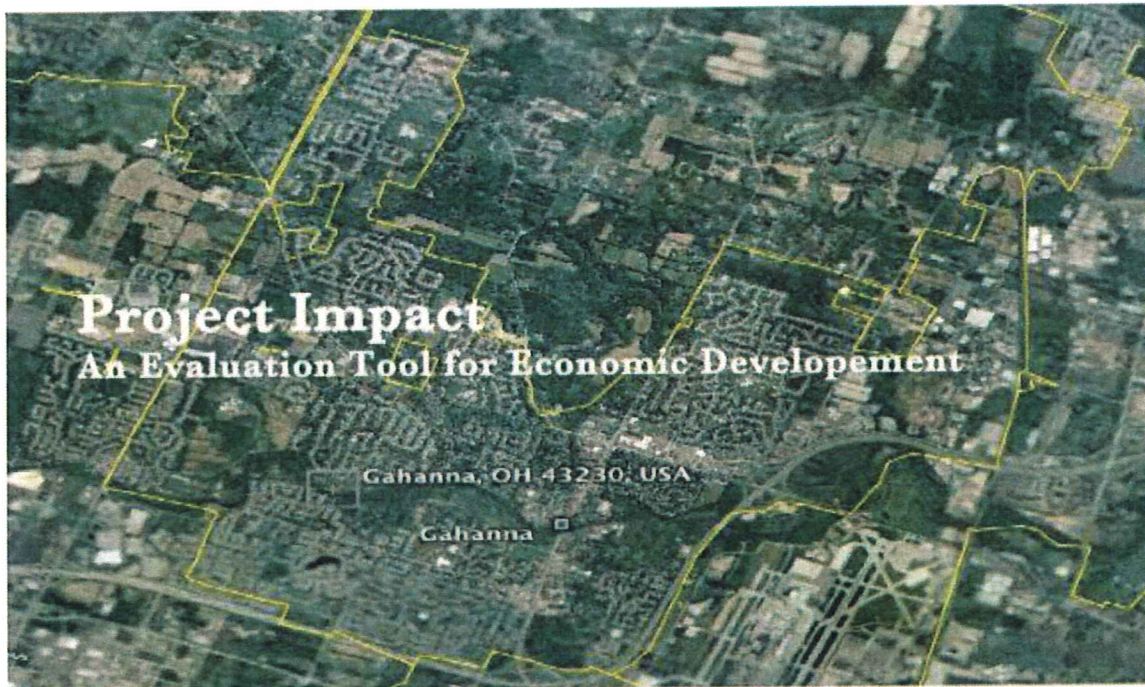 Project Impact
An Evaluation Tool for Economic Developement
Gahanna, OH 43230, USA
Gahanna